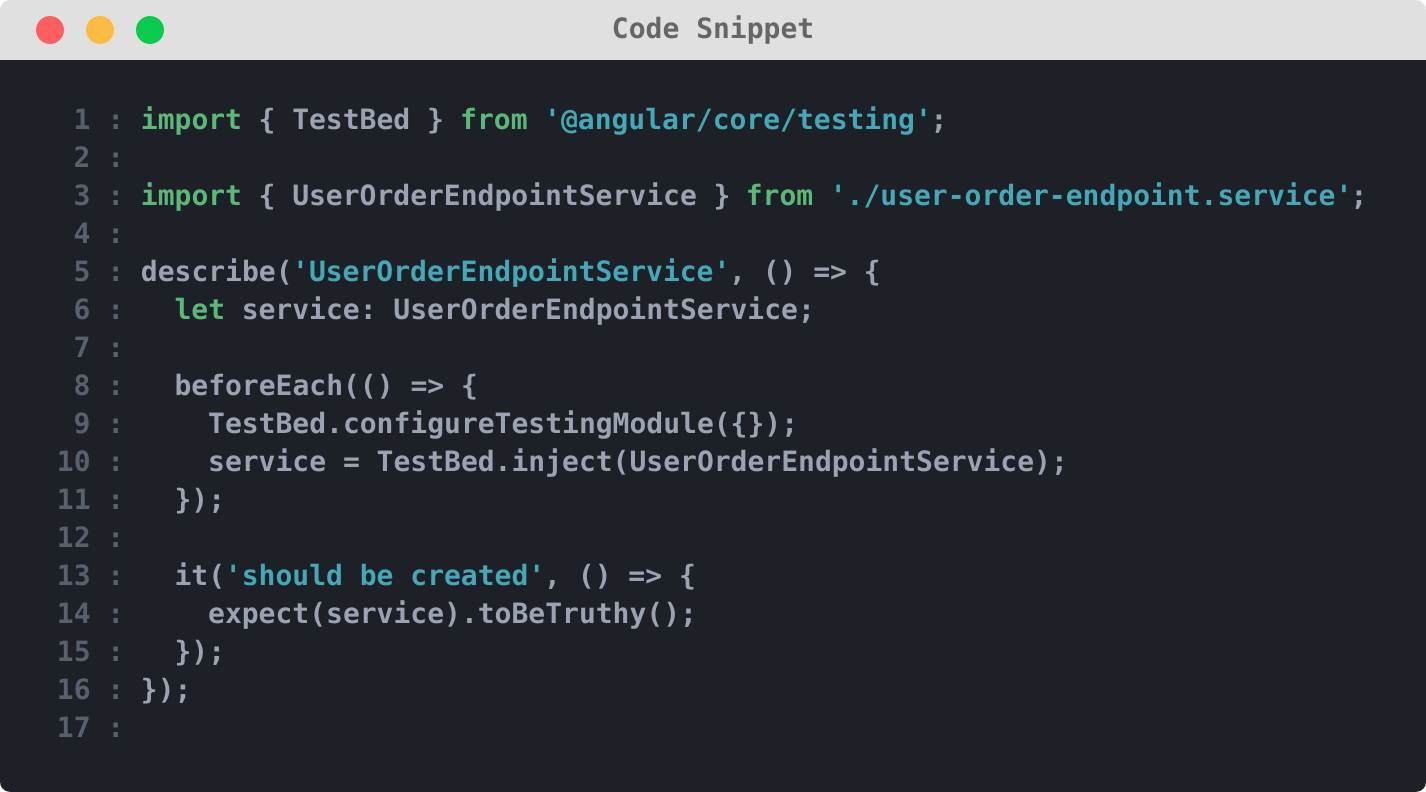 Code Snippet
1 : import { TestBed } from '@angular/core/testing';
2 :
3 : import { UserOrderEndpointService } from './user-order-endpoint.service';
4 :
5 : describe('UserOrderEndpointService', () => {
6 :   let service: UserOrderEndpointService;
7 :
8 :   beforeEach(() => {
9 :     TestBed.configureTestingModule({});
10 :     service = TestBed.inject(UserOrderEndpointService);
11 :   });
12 :
13 :   it('should be created', () => {
14 :     expect(service).toBeTruthy();
15 :   });
16 : });
17 :